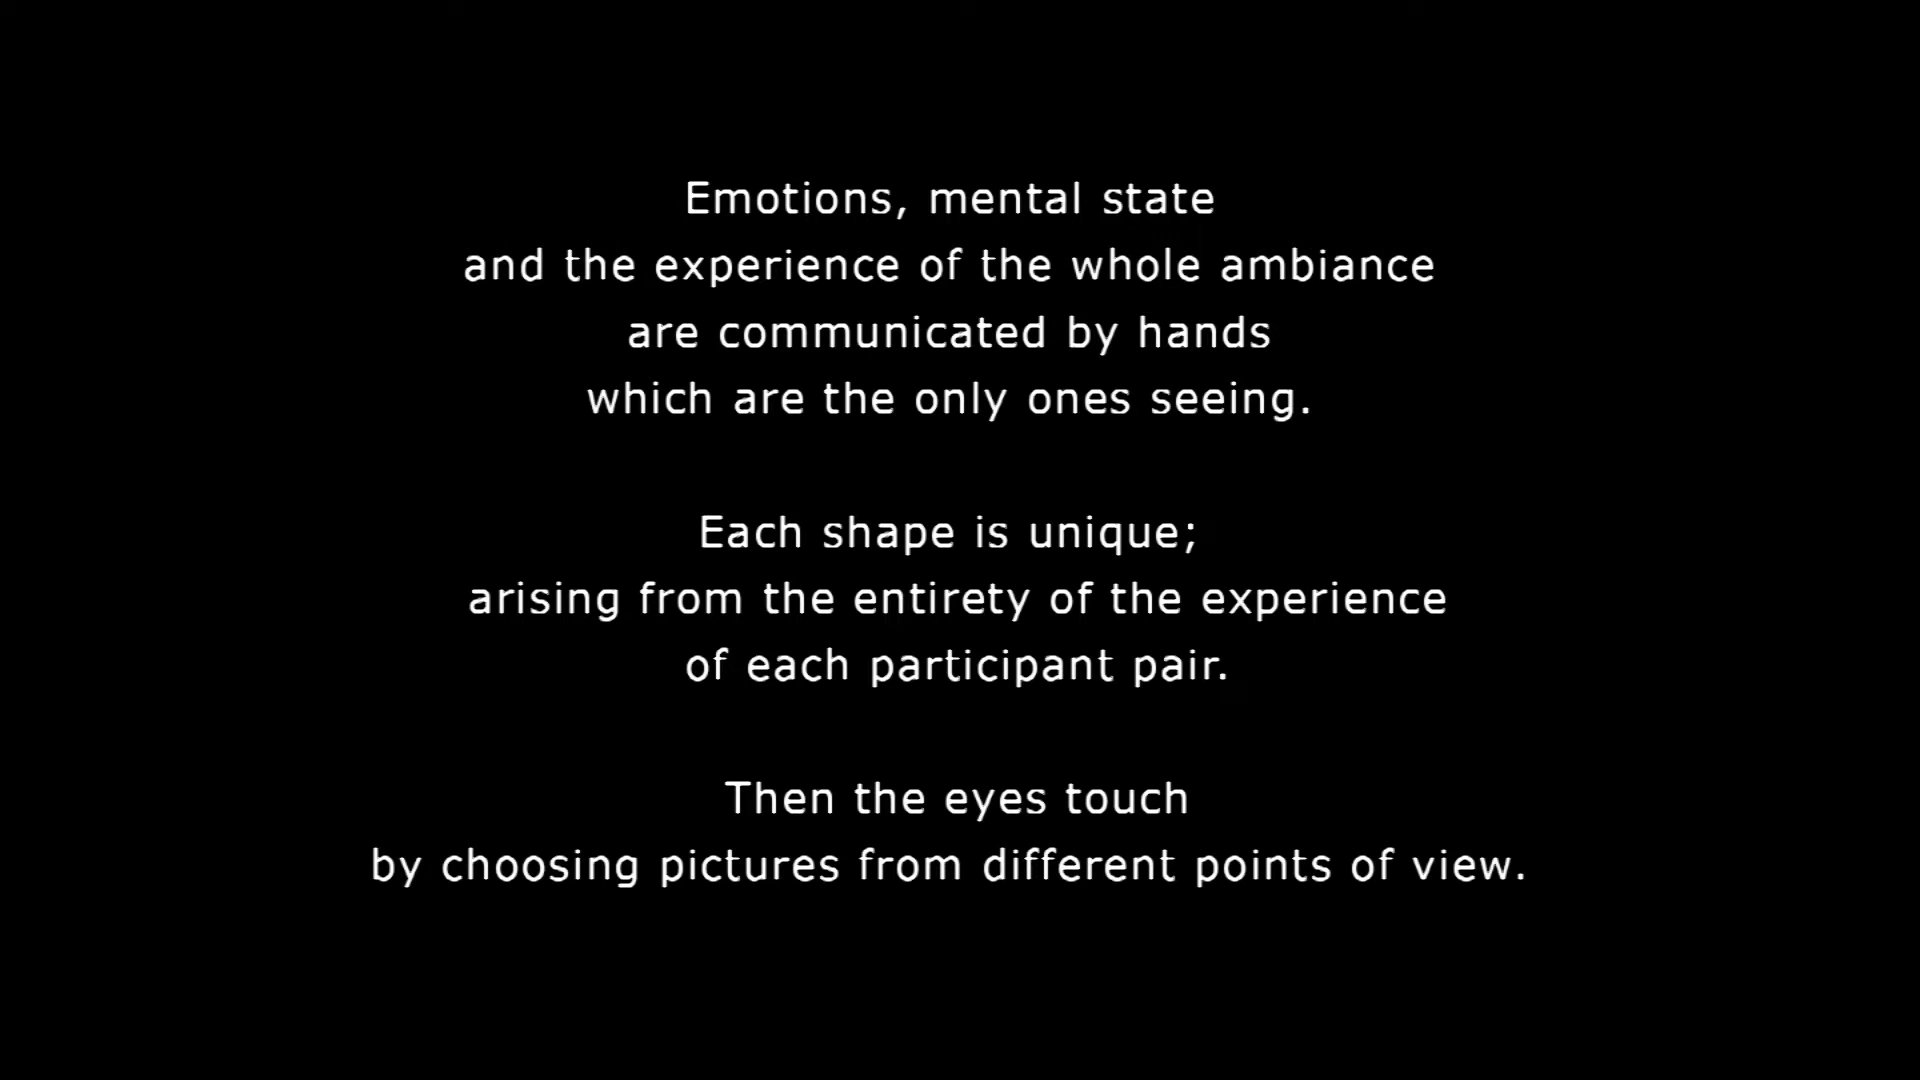 Emotions, mental state
and the experience of the whole ambiance
are communicated by hands
which are the only ones seeing.
Each shape is unique;
arising from the entirety of the experience
of each participant pair.
Then the eyes touch
by choosing pictures from different points of view.